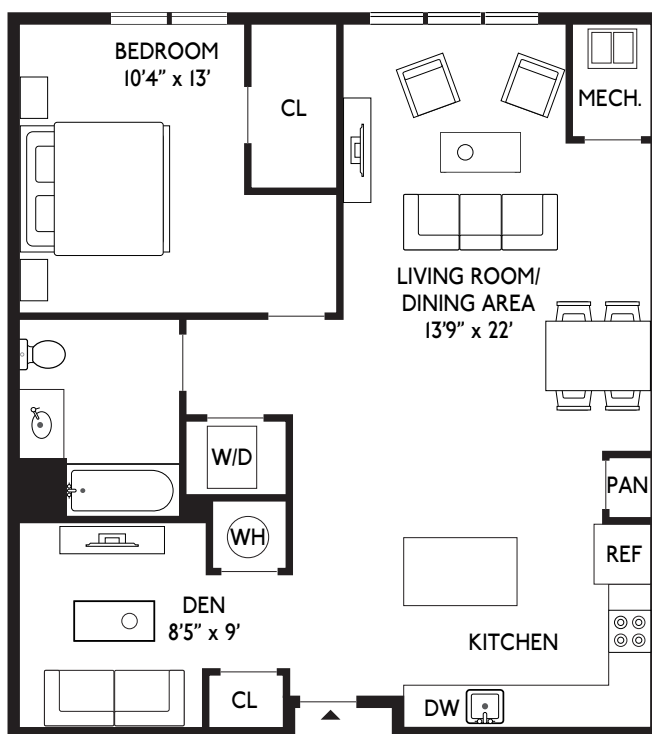 BEDROOM
10'4" x 13'
CL
MECH.
LIVING ROOM/
DINING AREA
13'9" x 22'
W/D
PAN
WH
REF
DEN
8'5" x 9'
KITCHEN
CL
DW